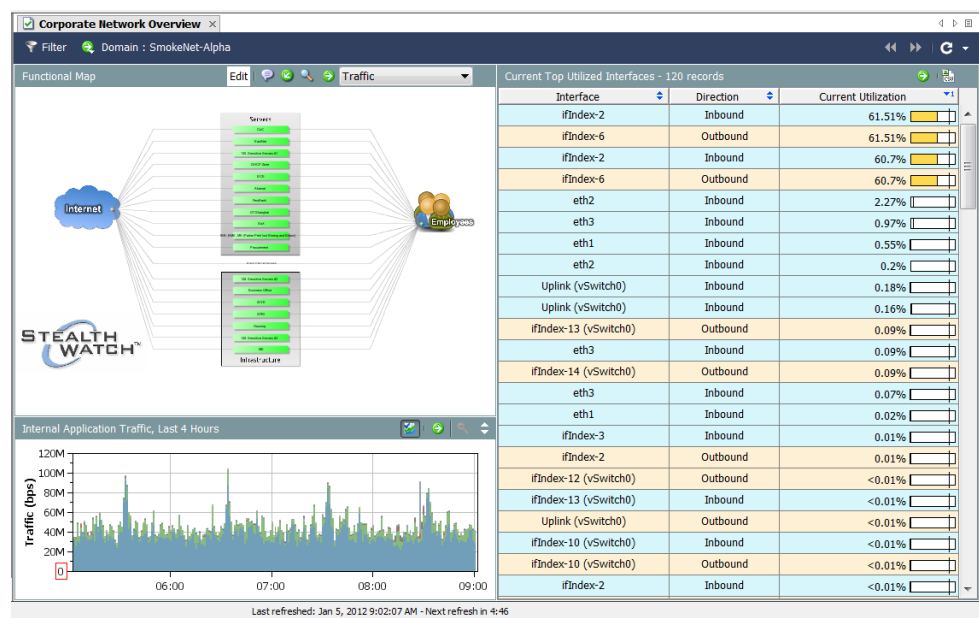 Corporate Network Overview
Filter Domain : SmokeNet-Alpha
Functional Map Edit Traffic
Servers
DHCP
Internet
Employees
Procurement
Business Office
Infrastructure
STEALTH
WATCH™
Internal Application Traffic, Last 4 Hours
Traffic (bps)
120M
100M
80M
60M
40M
20M
0
06:00 07:00 08:00 09:00
Current Top Utilized Interfaces - 120 records
Interface Direction Current Utilization 1
ifIndex-2 Inbound 61.51%
ifIndex-6 Outbound 61.51%
ifIndex-2 Inbound 60.7%
ifIndex-6 Outbound 60.7%
eth2 Inbound 2.27%
eth3 Inbound 0.97%
eth1 Inbound 0.55%
eth2 Inbound 0.2%
Uplink (vSwitch0) Inbound 0.18%
Uplink (vSwitch0) Inbound 0.16%
ifIndex-13 (vSwitch0) Outbound 0.09%
eth3 Inbound 0.09%
ifIndex-14 (vSwitch0) Outbound 0.09%
eth3 Inbound 0.07%
eth1 Inbound 0.02%
ifIndex-3 Inbound 0.01%
ifIndex-2 Outbound 0.01%
ifIndex-12 (vSwitch0) Outbound <0.01%
ifIndex-13 (vSwitch0) Inbound <0.01%
Uplink (vSwitch0) Outbound <0.01%
ifIndex-10 (vSwitch0) Inbound <0.01%
ifIndex-10 (vSwitch0) Outbound <0.01%
ifIndex-2 Inbound <0.01%
Last refreshed: Jan 5, 2012 9:02:07 AM - Next refresh in 4:46